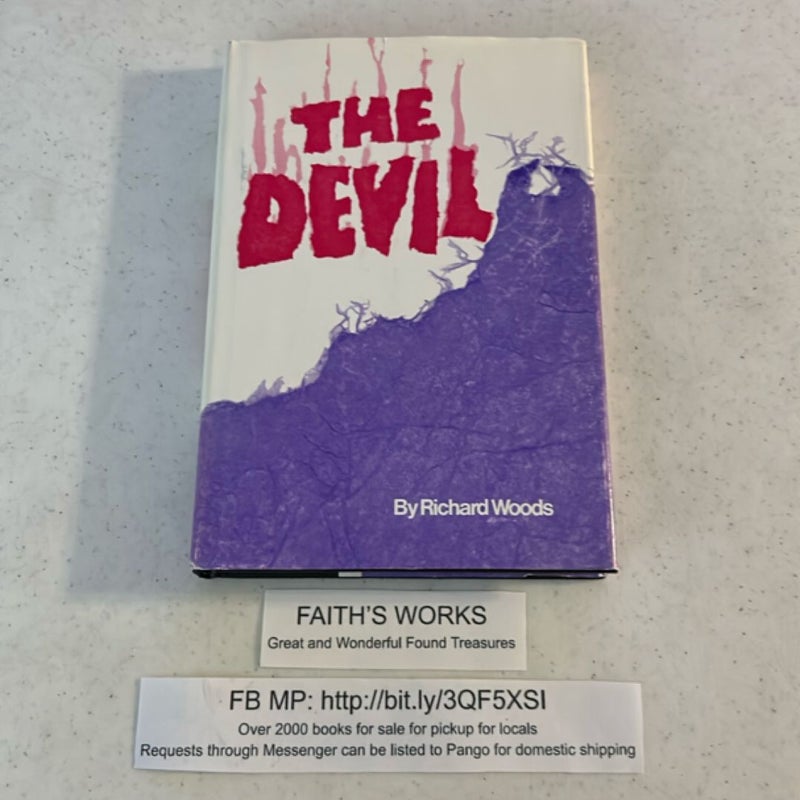 THE
DEVIL
By Richard Woods
FAITH'S WORKS
Great and Wonderful Found Treasures
FB MP: http://bit.ly/3QF5XSI
Over 2000 books for sale for pickup for locals
Requests through Messenger can be listed to Pango for domestic shipping